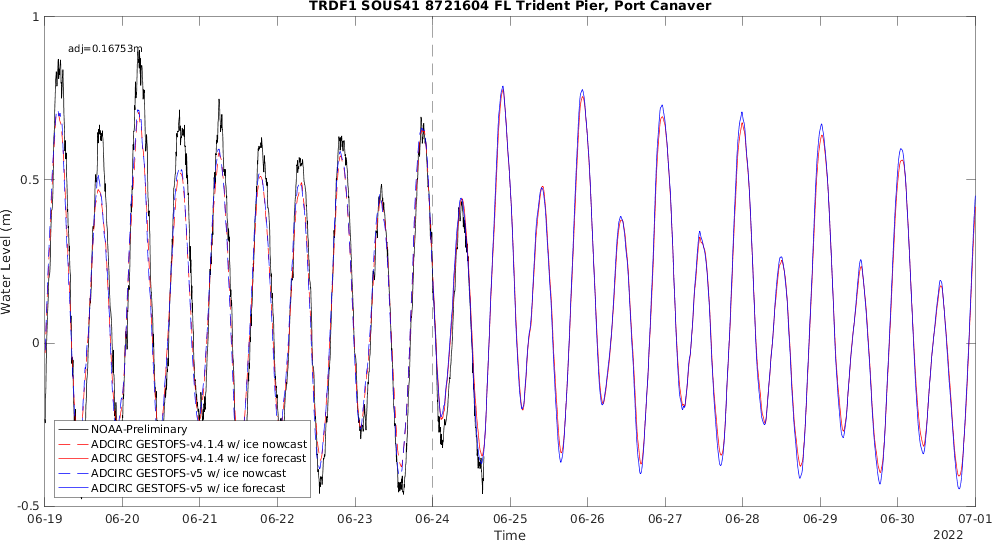 TRDF1 SOUS41 8721604 FL Trident Pier, Port Canaver
adj=0.16753m
1
0.5
0
-0.5
Water Level (m)
NOAA-Preliminary
ADCIRC GESTOFS-v4.1.4 w/ ice nowcast
ADCIRC GESTOFS-v4.1.4 w/ ice forecast
ADCIRC GESTOFS-v5 w/ ice nowcast
ADCIRC GESTOFS-v5 w/ ice forecast
06-19 06-20 06-21 06-22 06-23 06-24 06-25 06-26 06-27 06-28 06-29 06-30 07-01
Time
2022